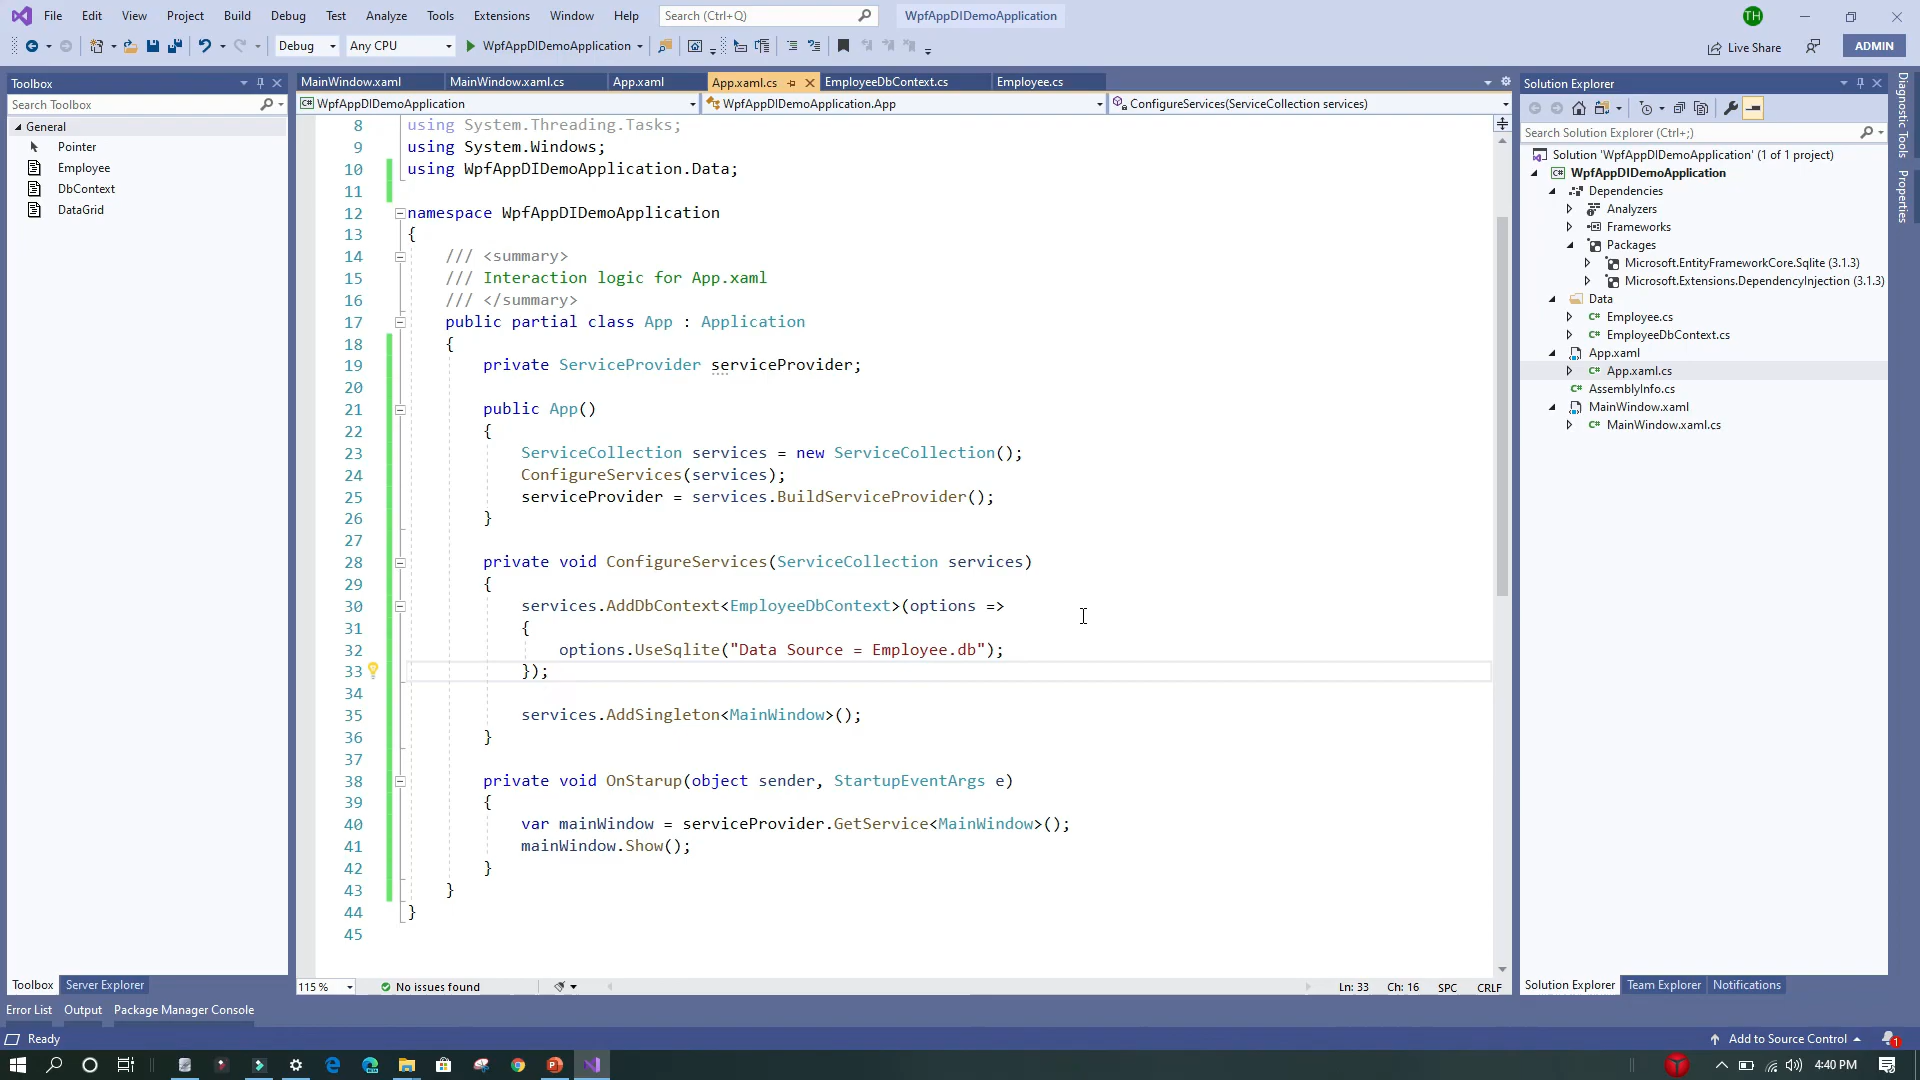 File Edit View Project Build Debug Test Analyze Tools Extensions Window Help Search (Ctrl+Q) WpfAppDIDemoApplication TH
Debug Any CPU WpfAppDIDemoApplication Live Share ADMIN
Toolbox
Search Toolbox
General
Pointer
Employee
DbContext
DataGrid
MainWindow.xaml MainWindow.xaml.cs App.xaml App.xaml.cs EmployeeDbContext.cs Employee.cs
WpfAppDIDemoApplication WpfAppDIDemoApplication.App ConfigureServices(ServiceCollection services)
8 using System.Threading.Tasks;
9 using System.Windows;
10 using WpfAppDIDemoApplication.Data;
11
12 namespace WpfAppDIDemoApplication
13 {
14 /// <summary>
15 /// Interaction logic for App.xaml
16 /// </summary>
17 public partial class App : Application
18 {
19 private ServiceProvider serviceProvider;
20
21 public App()
22 {
23 ServiceCollection services = new ServiceCollection();
24 ConfigureServices(services);
25 serviceProvider = services.BuildServiceProvider();
26 }
27
28 private void ConfigureServices(ServiceCollection services)
29 {
30 services.AddDbContext<EmployeeDbContext>(options =>
31 {
32 options.UseSqlite("Data Source = Employee.db");
33 });
34
35 services.AddSingleton<MainWindow>();
36 }
37
38 private void OnStarup(object sender, StartupEventArgs e)
39 {
40 var mainWindow = serviceProvider.GetService<MainWindow>();
41 mainWindow.Show();
42 }
43 }
44 }
45
115 % No issues found Ln: 33 Ch: 16 SPC CRLF
Solution Explorer
Search Solution Explorer (Ctrl+;)
Solution 'WpfAppDIDemoApplication' (1 of 1 project)
WpfAppDIDemoApplication
Dependencies
Analyzers
Frameworks
Packages
Microsoft.EntityFrameworkCore.Sqlite (3.1.3)
Microsoft.Extensions.DependencyInjection (3.1.3)
Data
Employee.cs
EmployeeDbContext.cs
App.xaml
App.xaml.cs
AssemblyInfo.cs
MainWindow.xaml
MainWindow.xaml.cs
Diagnostic Tools
Properties
Toolbox Server Explorer
Solution Explorer Team Explorer Notifications
Error List Output Package Manager Console
Ready Add to Source Control 1
4:40 PM